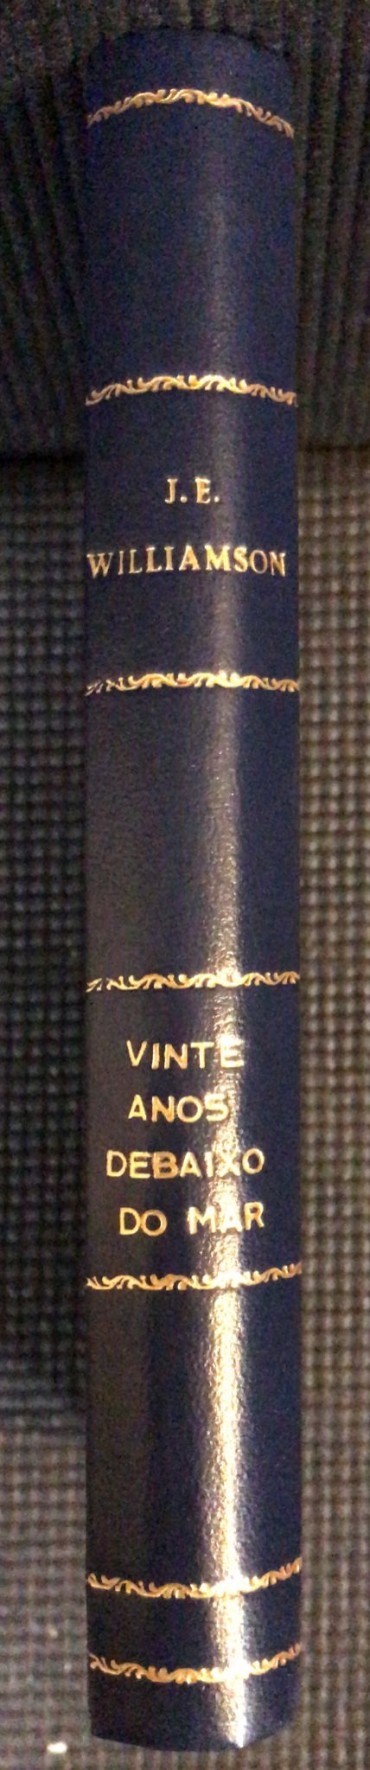 J. E.
WILLIAMSON
VINTE
ANOS
DEBAIXO
DO MAR